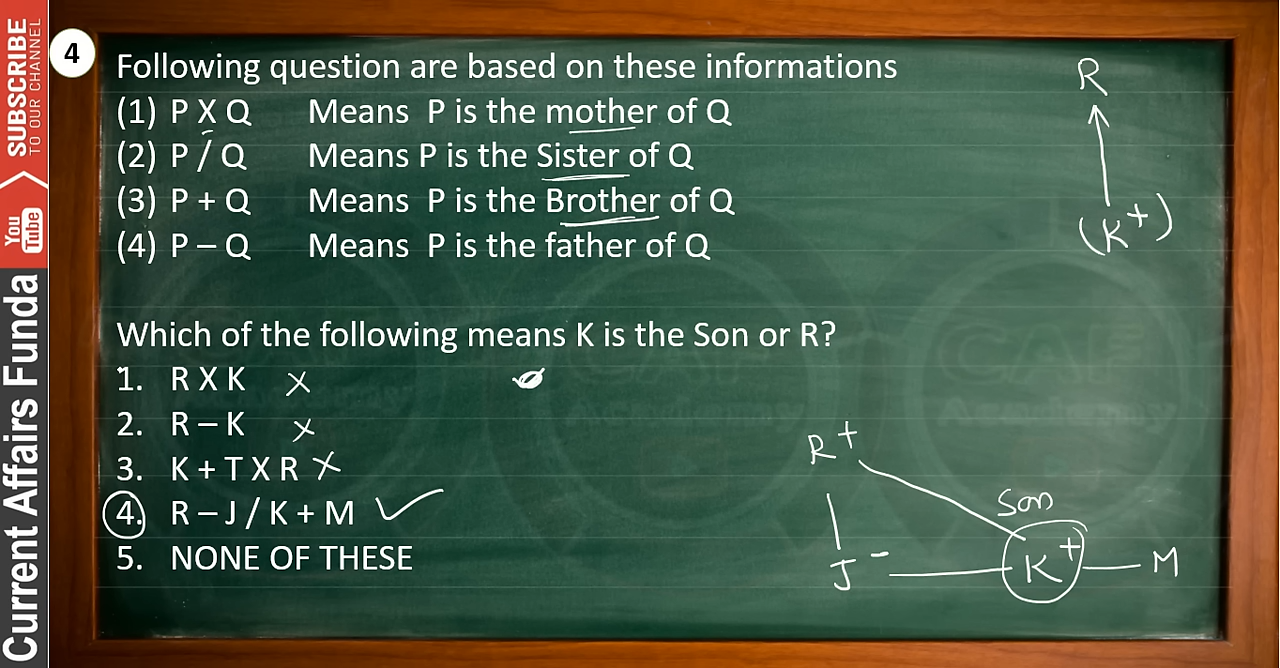 SUBSCRIBE
TO OUR CHANNEL
You Tube
Current Affairs Funda
4
Following question are based on these informations
(1) P X Q Means P is the mother of Q
(2) P / Q Means P is the Sister of Q
(3) P + Q Means P is the Brother of Q
(4) P – Q Means P is the father of Q
Which of the following means K is the Son or R?
1. R X K X
2. R – K X
3. K + T X R X
4. R – J / K + M ✓
5. NONE OF THESE
R
(K+)
R+
Son
J - K+ M